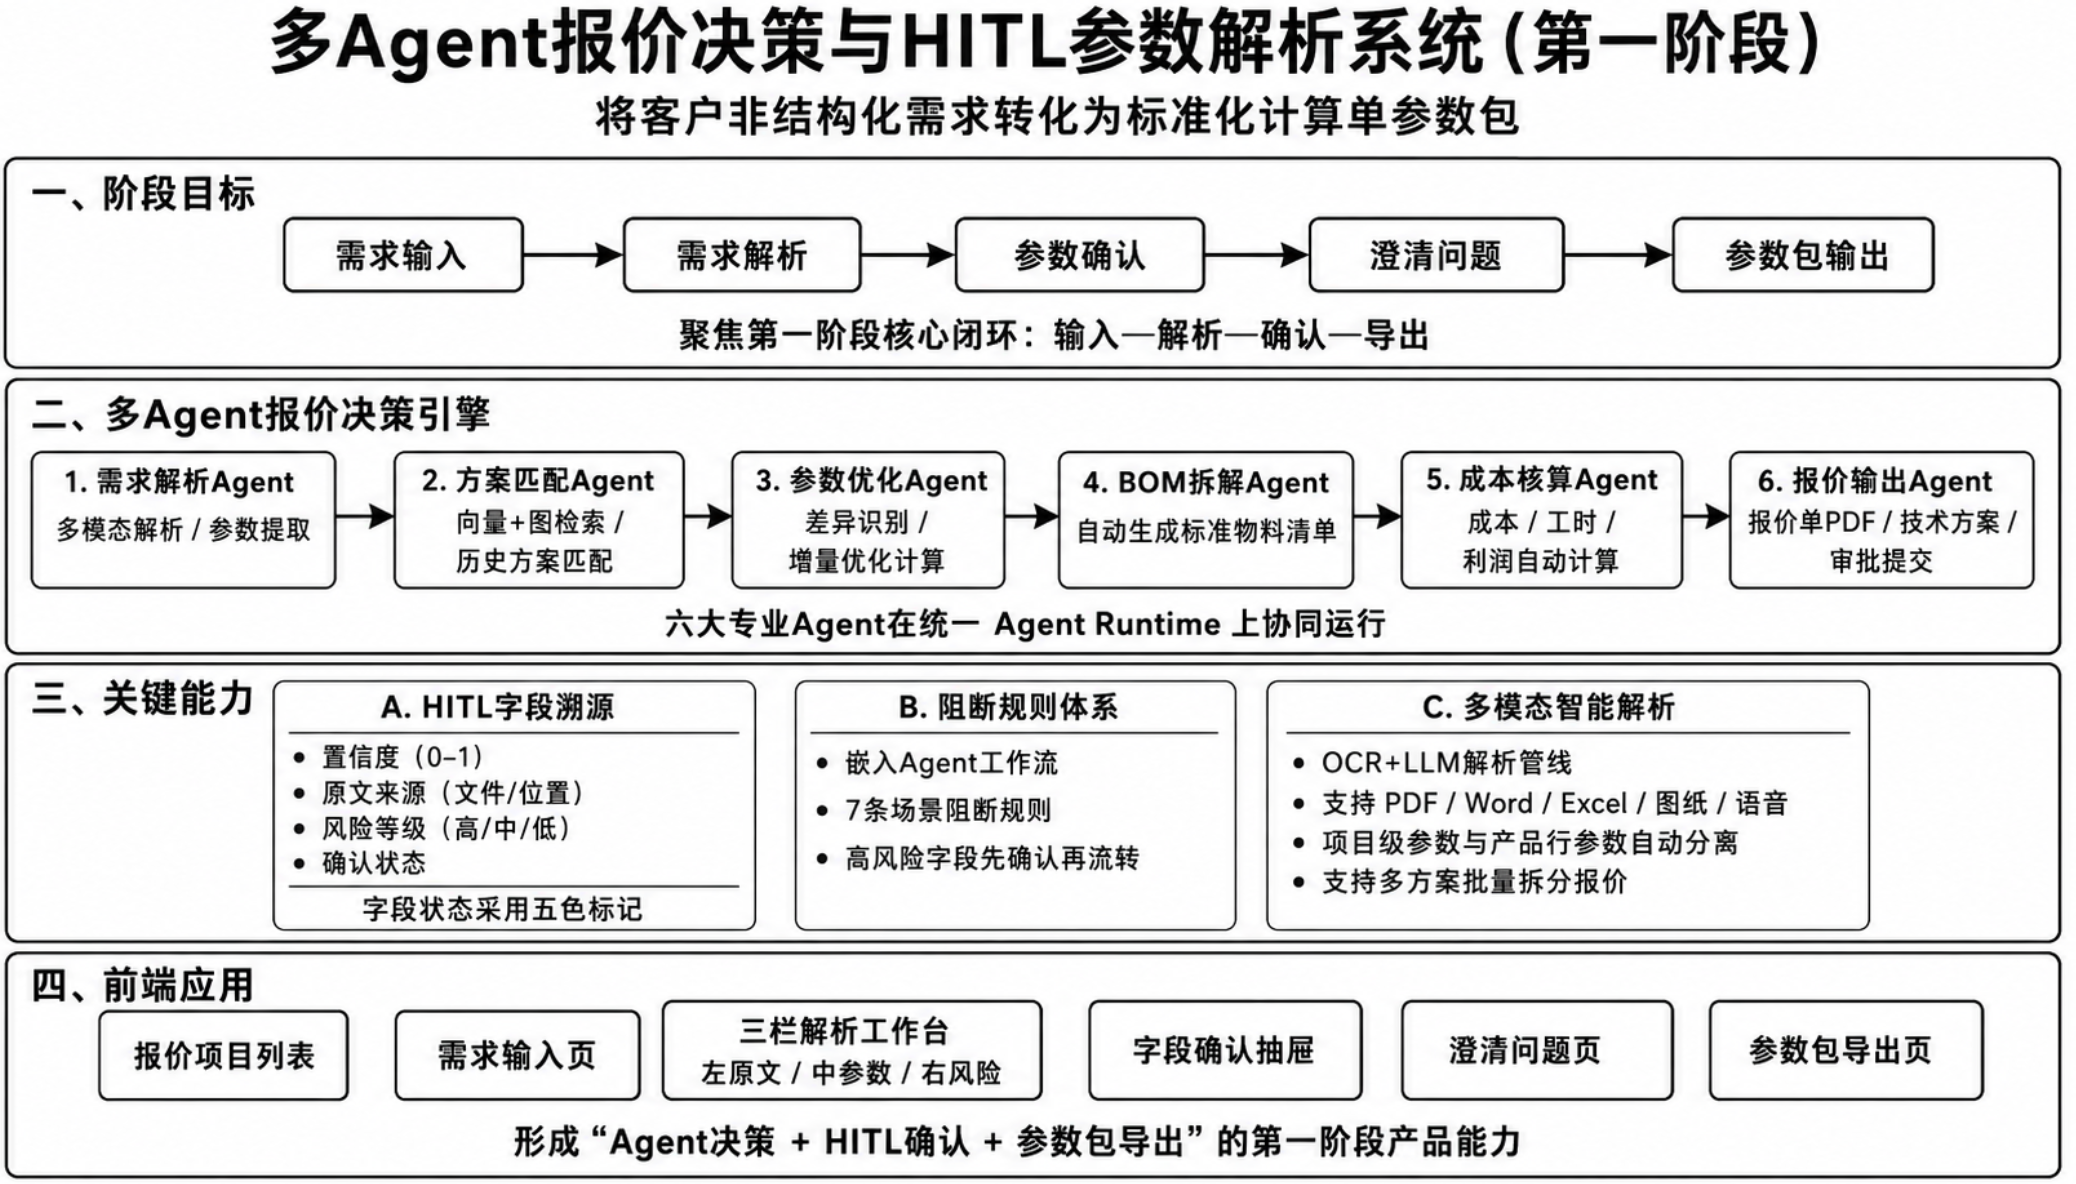 多Agent报价决策与HITL参数解析系统(第一阶段)
将客户非结构化需求转化为标准化计算单参数包
一、阶段目标
需求输入
需求解析
参数确认
澄清问题
参数包输出
聚焦第一阶段核心闭环：输入—解析—确认—导出
二、多Agent报价决策引擎
1. 需求解析Agent
多模态解析 / 参数提取
2. 方案匹配Agent
向量+图检索 /
历史方案匹配
3. 参数优化Agent
差异识别 /
增量优化计算
4. BOM拆解Agent
自动生成标准物料清单
5. 成本核算Agent
成本 / 工时 /
利润自动计算
6. 报价输出Agent
报价单PDF / 技术方案 /
审批提交
六大专业Agent在统一 Agent Runtime 上协同运行
三、关键能力
A. HITL字段溯源
• 置信度（0–1）
• 原文来源（文件/位置）
• 风险等级（高/中/低）
• 确认状态
字段状态采用五色标记
B. 阻断规则体系
• 嵌入Agent工作流
• 7条场景阻断规则
• 高风险字段先确认再流转
C. 多模态智能解析
• OCR+LLM解析管线
• 支持 PDF / Word / Excel / 图纸 / 语音
• 项目级参数与产品行参数自动分离
• 支持多方案批量拆分报价
四、前端应用
报价项目列表
需求输入页
三栏解析工作台
左原文 / 中参数 / 右风险
字段确认抽屉
澄清问题页
参数包导出页
形成 “Agent决策 + HITL确认 + 参数包导出” 的第一阶段产品能力